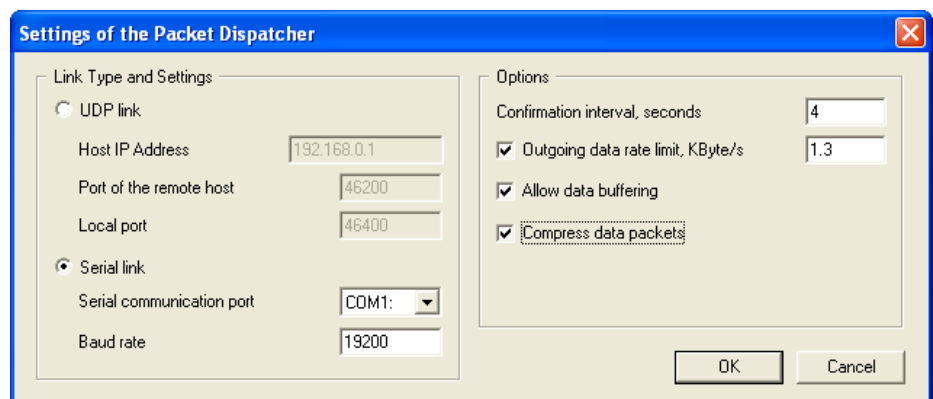 Settings of the Packet Dispatcher
Link Type and Settings
UDP link
Host IP Address 192.168.0.1
Port of the remote host 46200
Local port 46400
Serial link
Serial communication port COM1:
Baud rate 19200
Options
Confirmation interval, seconds 4
Outgoing data rate limit, KByte/s 1.3
Allow data buffering
Compress data packets
OK Cancel